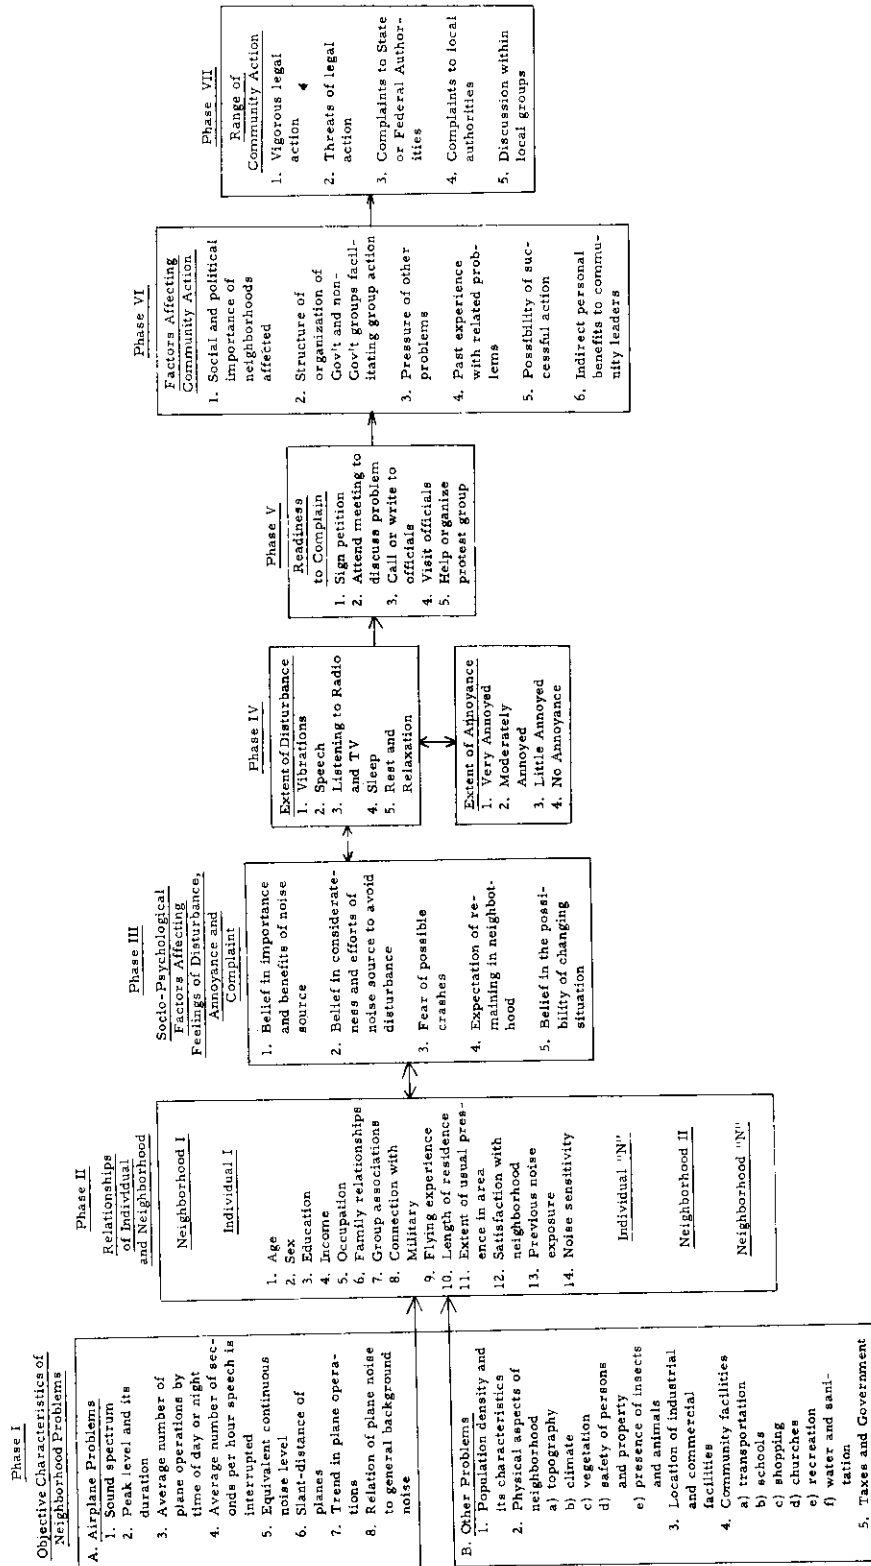 Phase I
Objective Characteristics of
Neighborhood Problems
A. Airplane Problems
1. Sound spectrum
2. Peak level and its
duration
3. Average number of
plane operations by
time of day or night
4. Average number of sec-
onds per hour speech is
interrupted
5. Equivalent continuous
noise level
6. Slant-distance of
planes
7. Trend in plane opera-
tions
8. Relation of plane noise
to general background
noise
B. Other Problems
1. Population density and
its characteristics
2. Physical aspects of
neighborhood
a) topography
b) climate
c) vegetation
d) safety of persons
and property
e) presence of insects
and animals
3. Location of industrial
and commercial
facilities
4. Community facilities
a) transportation
b) schools
c) shopping
d) churches
e) recreation
f) water and sani-
tation
5. Taxes and Government
Phase II
Relationships
of Individual
and Neighborhood
Neighborhood I
Individual I
1. Age
2. Sex
3. Education
4. Income
5. Occupation
6. Family relationships
7. Group associations
8. Connection with
Military
9. Flying experience
10. Length of residence
11. Extent of usual pres-
ence in area
12. Satisfaction with
neighborhood
13. Previous noise
exposure
14. Noise sensitivity
Individual "N"
Neighborhood II
Neighborhood "N"
Phase III
Socio-Psychological
Factors Affecting
Feelings of Disturbance,
Annoyance and
Complaint
1. Belief in importance
and benefits of noise
source
2. Belief in considerate-
ness and efforts of
noise source to avoid
disturbance
3. Fear of possible
crashes
4. Expectation of re-
maining in neighbot-
hood
5. Belief in the possi-
bility of changing
situation
Phase IV
Extent of Disturbance
1. Vibrations
2. Speech
3. Listening to Radio
and TV
4. Sleep
5. Rest and
Relaxation
Extent of Annoyance
1. Very Annoyed
2. Moderately
Annoyed
3. Little Annoyed
4. No Annoyance
Phase V
Readiness
to Complain
1. Sign petition
2. Attend meeting to
discuss problem
3. Call or write to
officials
4. Visit officials
5. Help organize
protest group
Phase VI
Factors Affecting
Community Action
1. Social and political
importance of
neighborhoods
affected
2. Structure of
organization of
Gov't and non-
Gov't groups facil-
itating group action
3. Pressure of other
problems
4. Past experience
with related prob-
lems
5. Possibility of suc-
cessful action
6. Indirect personal
benefits to commu-
nity leaders
Phase VII
Range of
Community Action
1. Vigorous legal
action
2. Threats of legal
action
3. Complaints to State
or Federal Author-
ities
4. Complaints to local
authorities
5. Discussion within
local groups